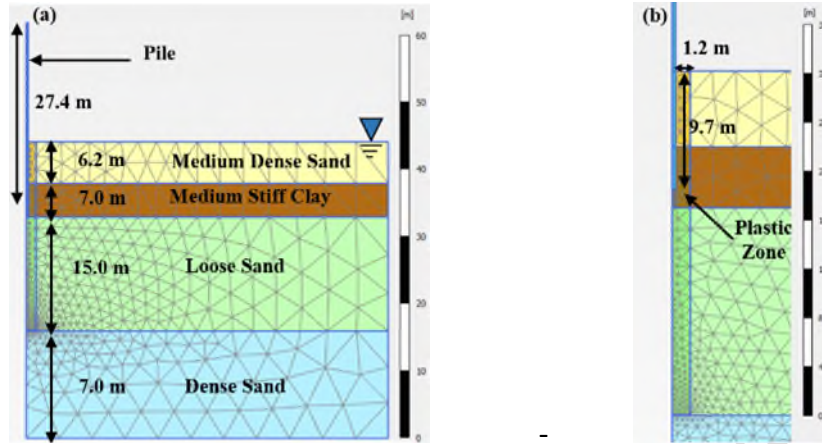 (a)
[m]
60
Pile
27.4 m
50
6.2 m
Medium Dense Sand
40
7.0 m
Medium Stiff Clay
30
15.0 m
Loose Sand
20
10
7.0 m
Dense Sand
0
-
(b)
[m]
1.2 m
9.7 m
Plastic
Zone
0